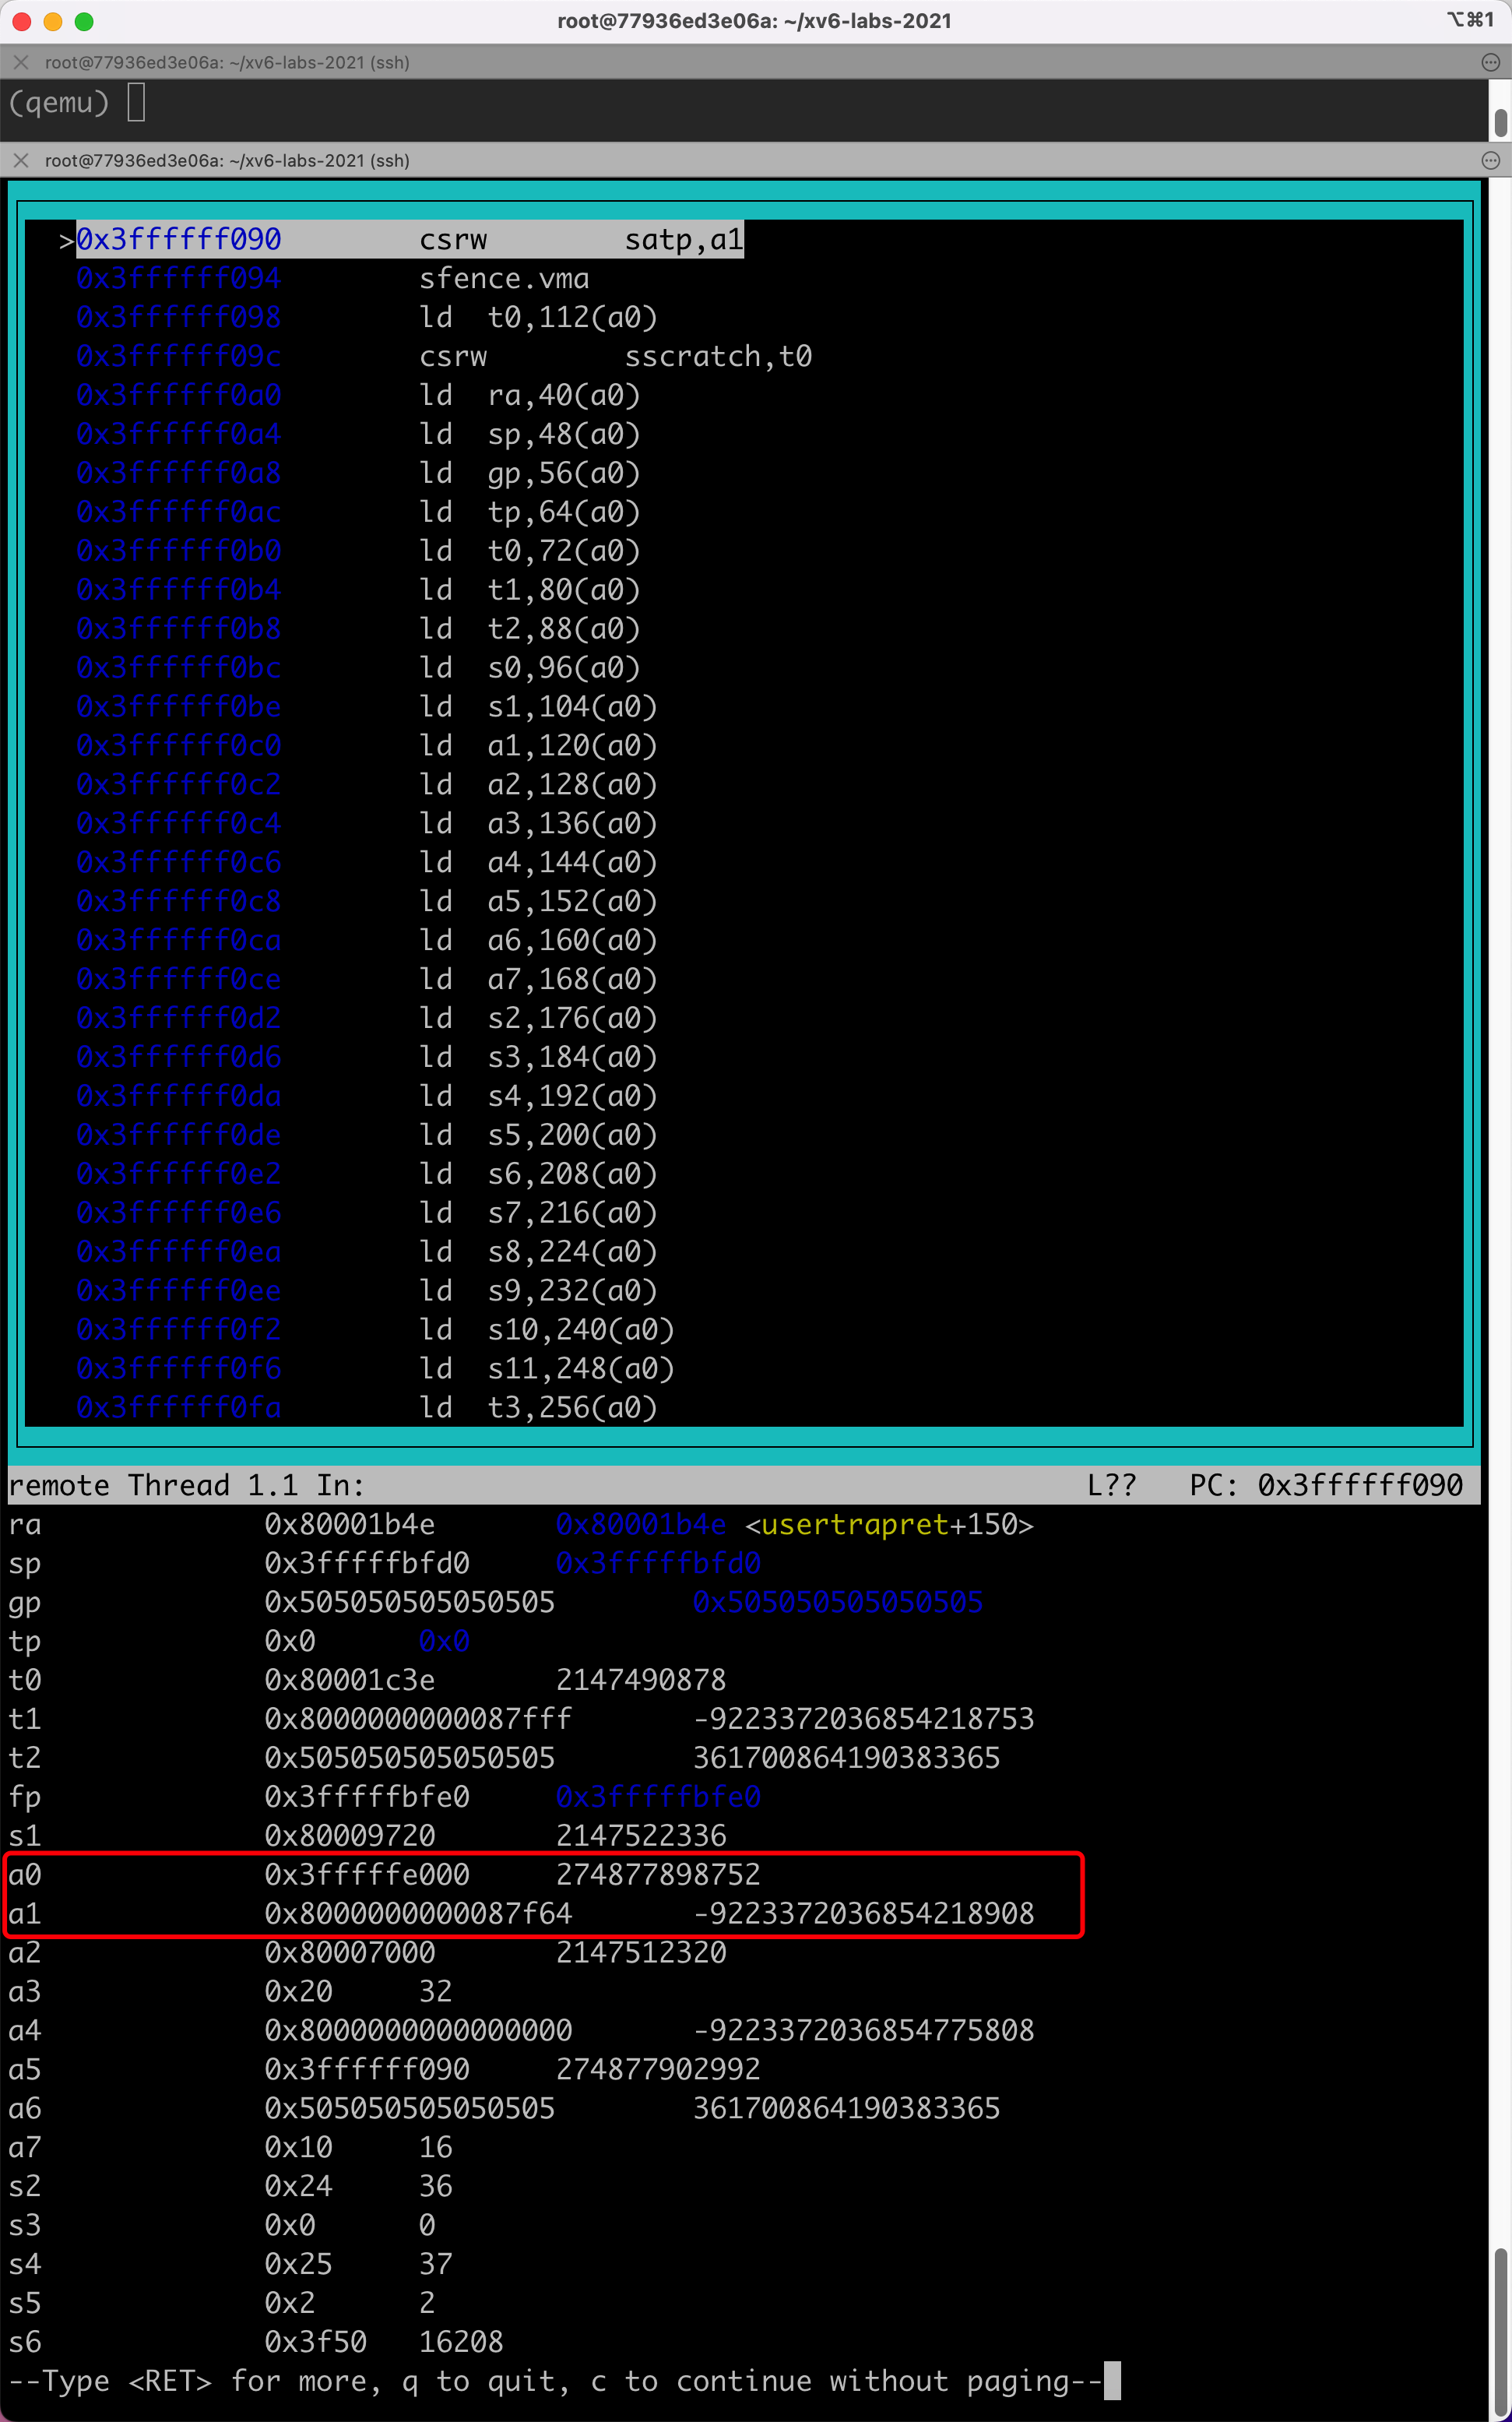 root@77936ed3e06a: ~/xv6-labs-2021 ⌥⌘1
root@77936ed3e06a: ~/xv6-labs-2021 (ssh)
(qemu)
root@77936ed3e06a: ~/xv6-labs-2021 (ssh)
>0x3ffffff090 csrw satp,a1
0x3ffffff094 sfence.vma
0x3ffffff098 ld t0,112(a0)
0x3ffffff09c csrw sscratch,t0
0x3ffffff0a0 ld ra,40(a0)
0x3ffffff0a4 ld sp,48(a0)
0x3ffffff0a8 ld gp,56(a0)
0x3ffffff0ac ld tp,64(a0)
0x3ffffff0b0 ld t0,72(a0)
0x3ffffff0b4 ld t1,80(a0)
0x3ffffff0b8 ld t2,88(a0)
0x3ffffff0bc ld s0,96(a0)
0x3ffffff0be ld s1,104(a0)
0x3ffffff0c0 ld a1,120(a0)
0x3ffffff0c2 ld a2,128(a0)
0x3ffffff0c4 ld a3,136(a0)
0x3ffffff0c6 ld a4,144(a0)
0x3ffffff0c8 ld a5,152(a0)
0x3ffffff0ca ld a6,160(a0)
0x3ffffff0ce ld a7,168(a0)
0x3ffffff0d2 ld s2,176(a0)
0x3ffffff0d6 ld s3,184(a0)
0x3ffffff0da ld s4,192(a0)
0x3ffffff0de ld s5,200(a0)
0x3ffffff0e2 ld s6,208(a0)
0x3ffffff0e6 ld s7,216(a0)
0x3ffffff0ea ld s8,224(a0)
0x3ffffff0ee ld s9,232(a0)
0x3ffffff0f2 ld s10,240(a0)
0x3ffffff0f6 ld s11,248(a0)
0x3ffffff0fa ld t3,256(a0)
remote Thread 1.1 In: L?? PC: 0x3ffffff090
ra 0x80001b4e 0x80001b4e <usertrapret+150>
sp 0x3fffffbfd0 0x3fffffbfd0
gp 0x505050505050505 0x505050505050505
tp 0x0 0x0
t0 0x80001c3e 2147490878
t1 0x8000000000087fff -9223372036854218753
t2 0x505050505050505 361700864190383365
fp 0x3fffffbfe0 0x3fffffbfe0
s1 0x80009720 2147522336
a0 0x3fffffe000 274877898752
a1 0x8000000000087f64 -9223372036854218908
a2 0x80007000 2147512320
a3 0x20 32
a4 0x8000000000000000 -9223372036854775808
a5 0x3ffffff090 274877902992
a6 0x505050505050505 361700864190383365
a7 0x10 16
s2 0x24 36
s3 0x0 0
s4 0x25 37
s5 0x2 2
s6 0x3f50 16208
--Type <RET> for more, q to quit, c to continue without paging--